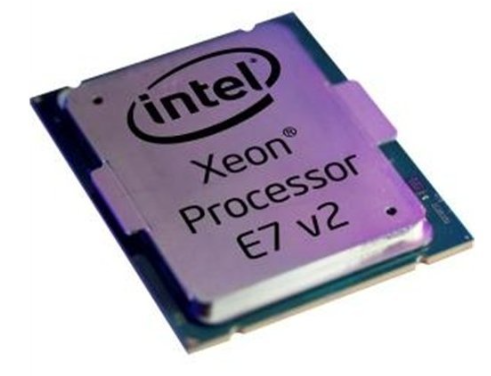 intel®
Xeon®
Processor
E7 v2